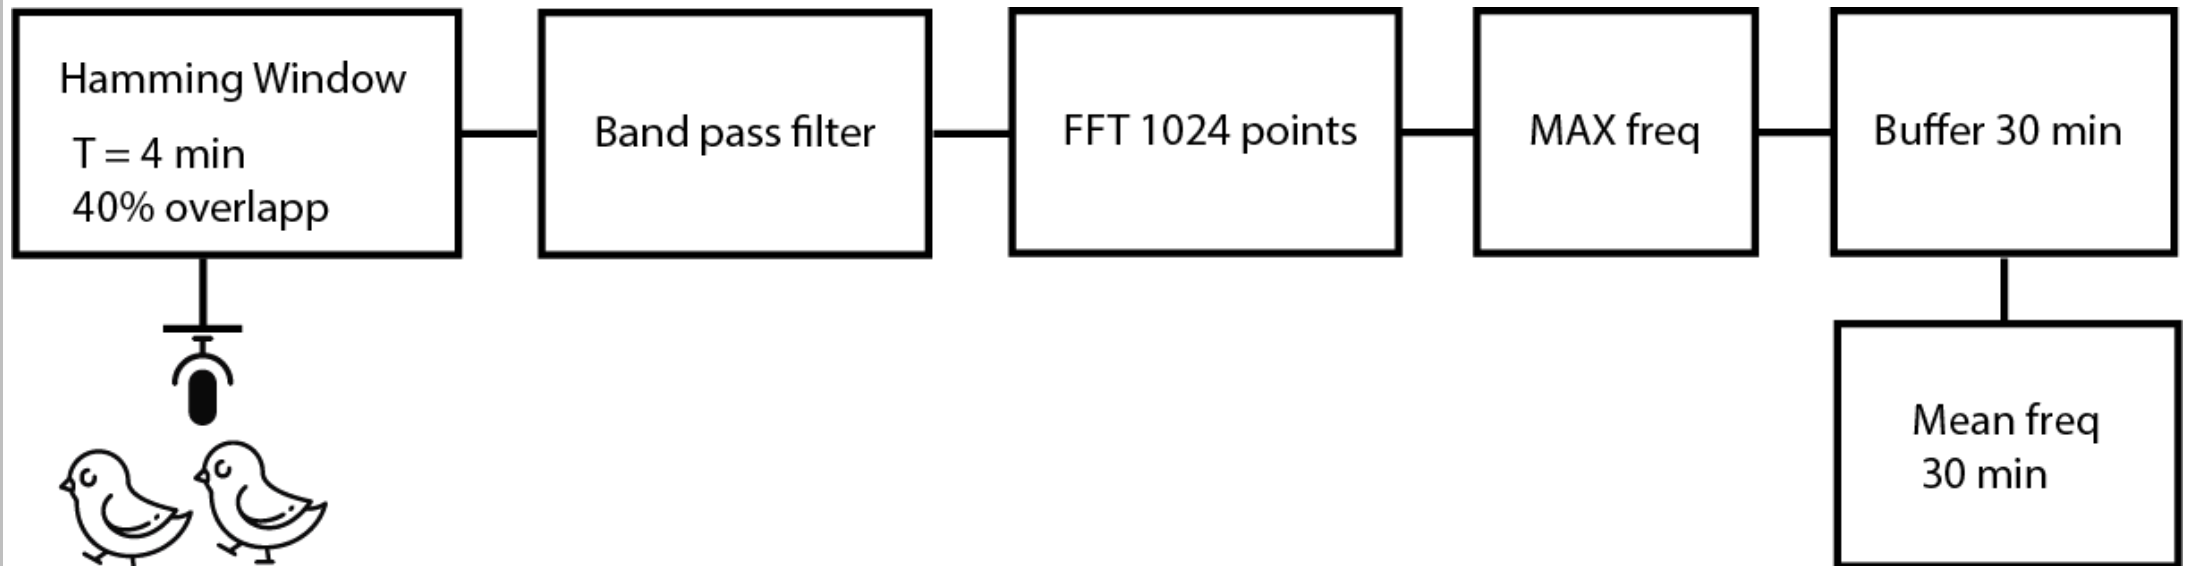 Hamming Window
T = 4 min
40% overlapp
Band pass filter
FFT 1024 points
MAX freq
Buffer 30 min
Mean freq
30 min